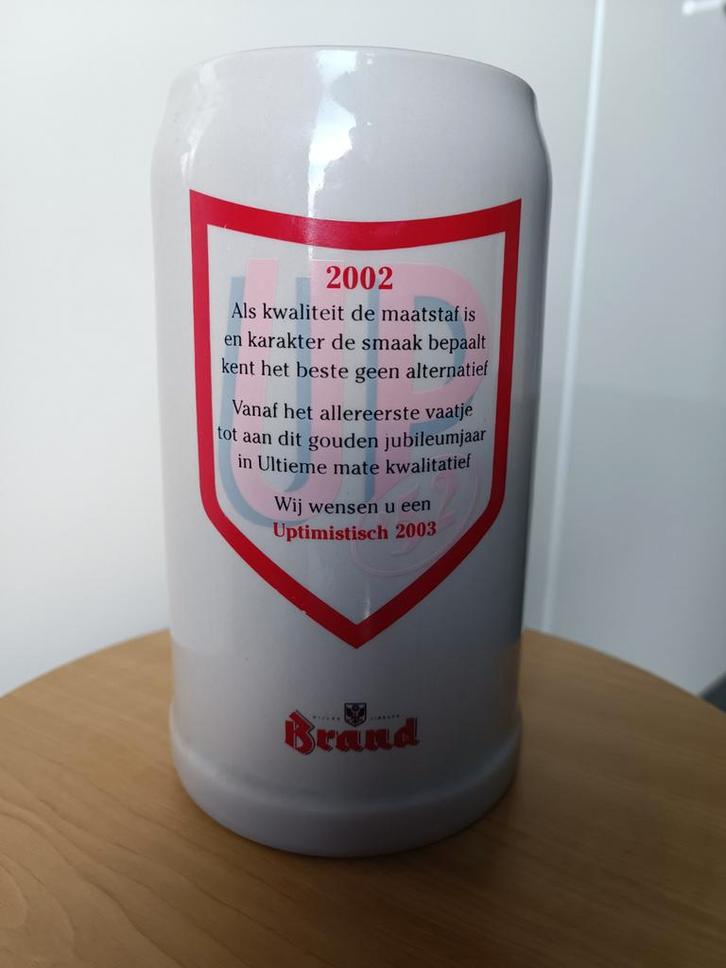 2002
Als kwaliteit de maatstaf is
en karakter de smaak bepaalt
kent het beste geen alternatief
Vanaf het allereerste vaatje
tot aan dit gouden jubileumjaar
in Ultieme mate kwalitatief
Wij wensen u een
Uptimistisch 2003
UP
Brand